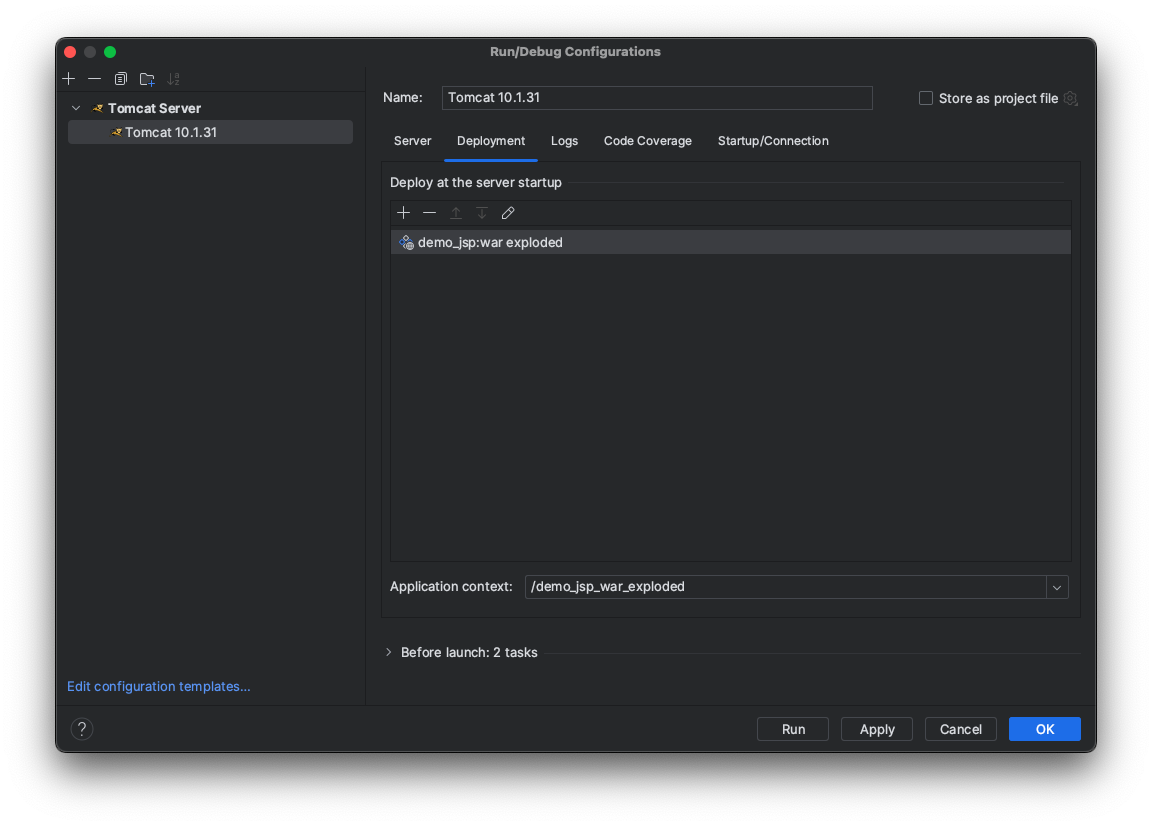 Run/Debug Configurations
Tomcat Server
Tomcat 10.1.31
Edit configuration templates...
Name: Tomcat 10.1.31
Store as project file
Server Deployment Logs Code Coverage Startup/Connection
Deploy at the server startup
demo_jsp:war exploded
Application context: /demo_jsp_war_exploded
Before launch: 2 tasks
? Run Apply Cancel OK